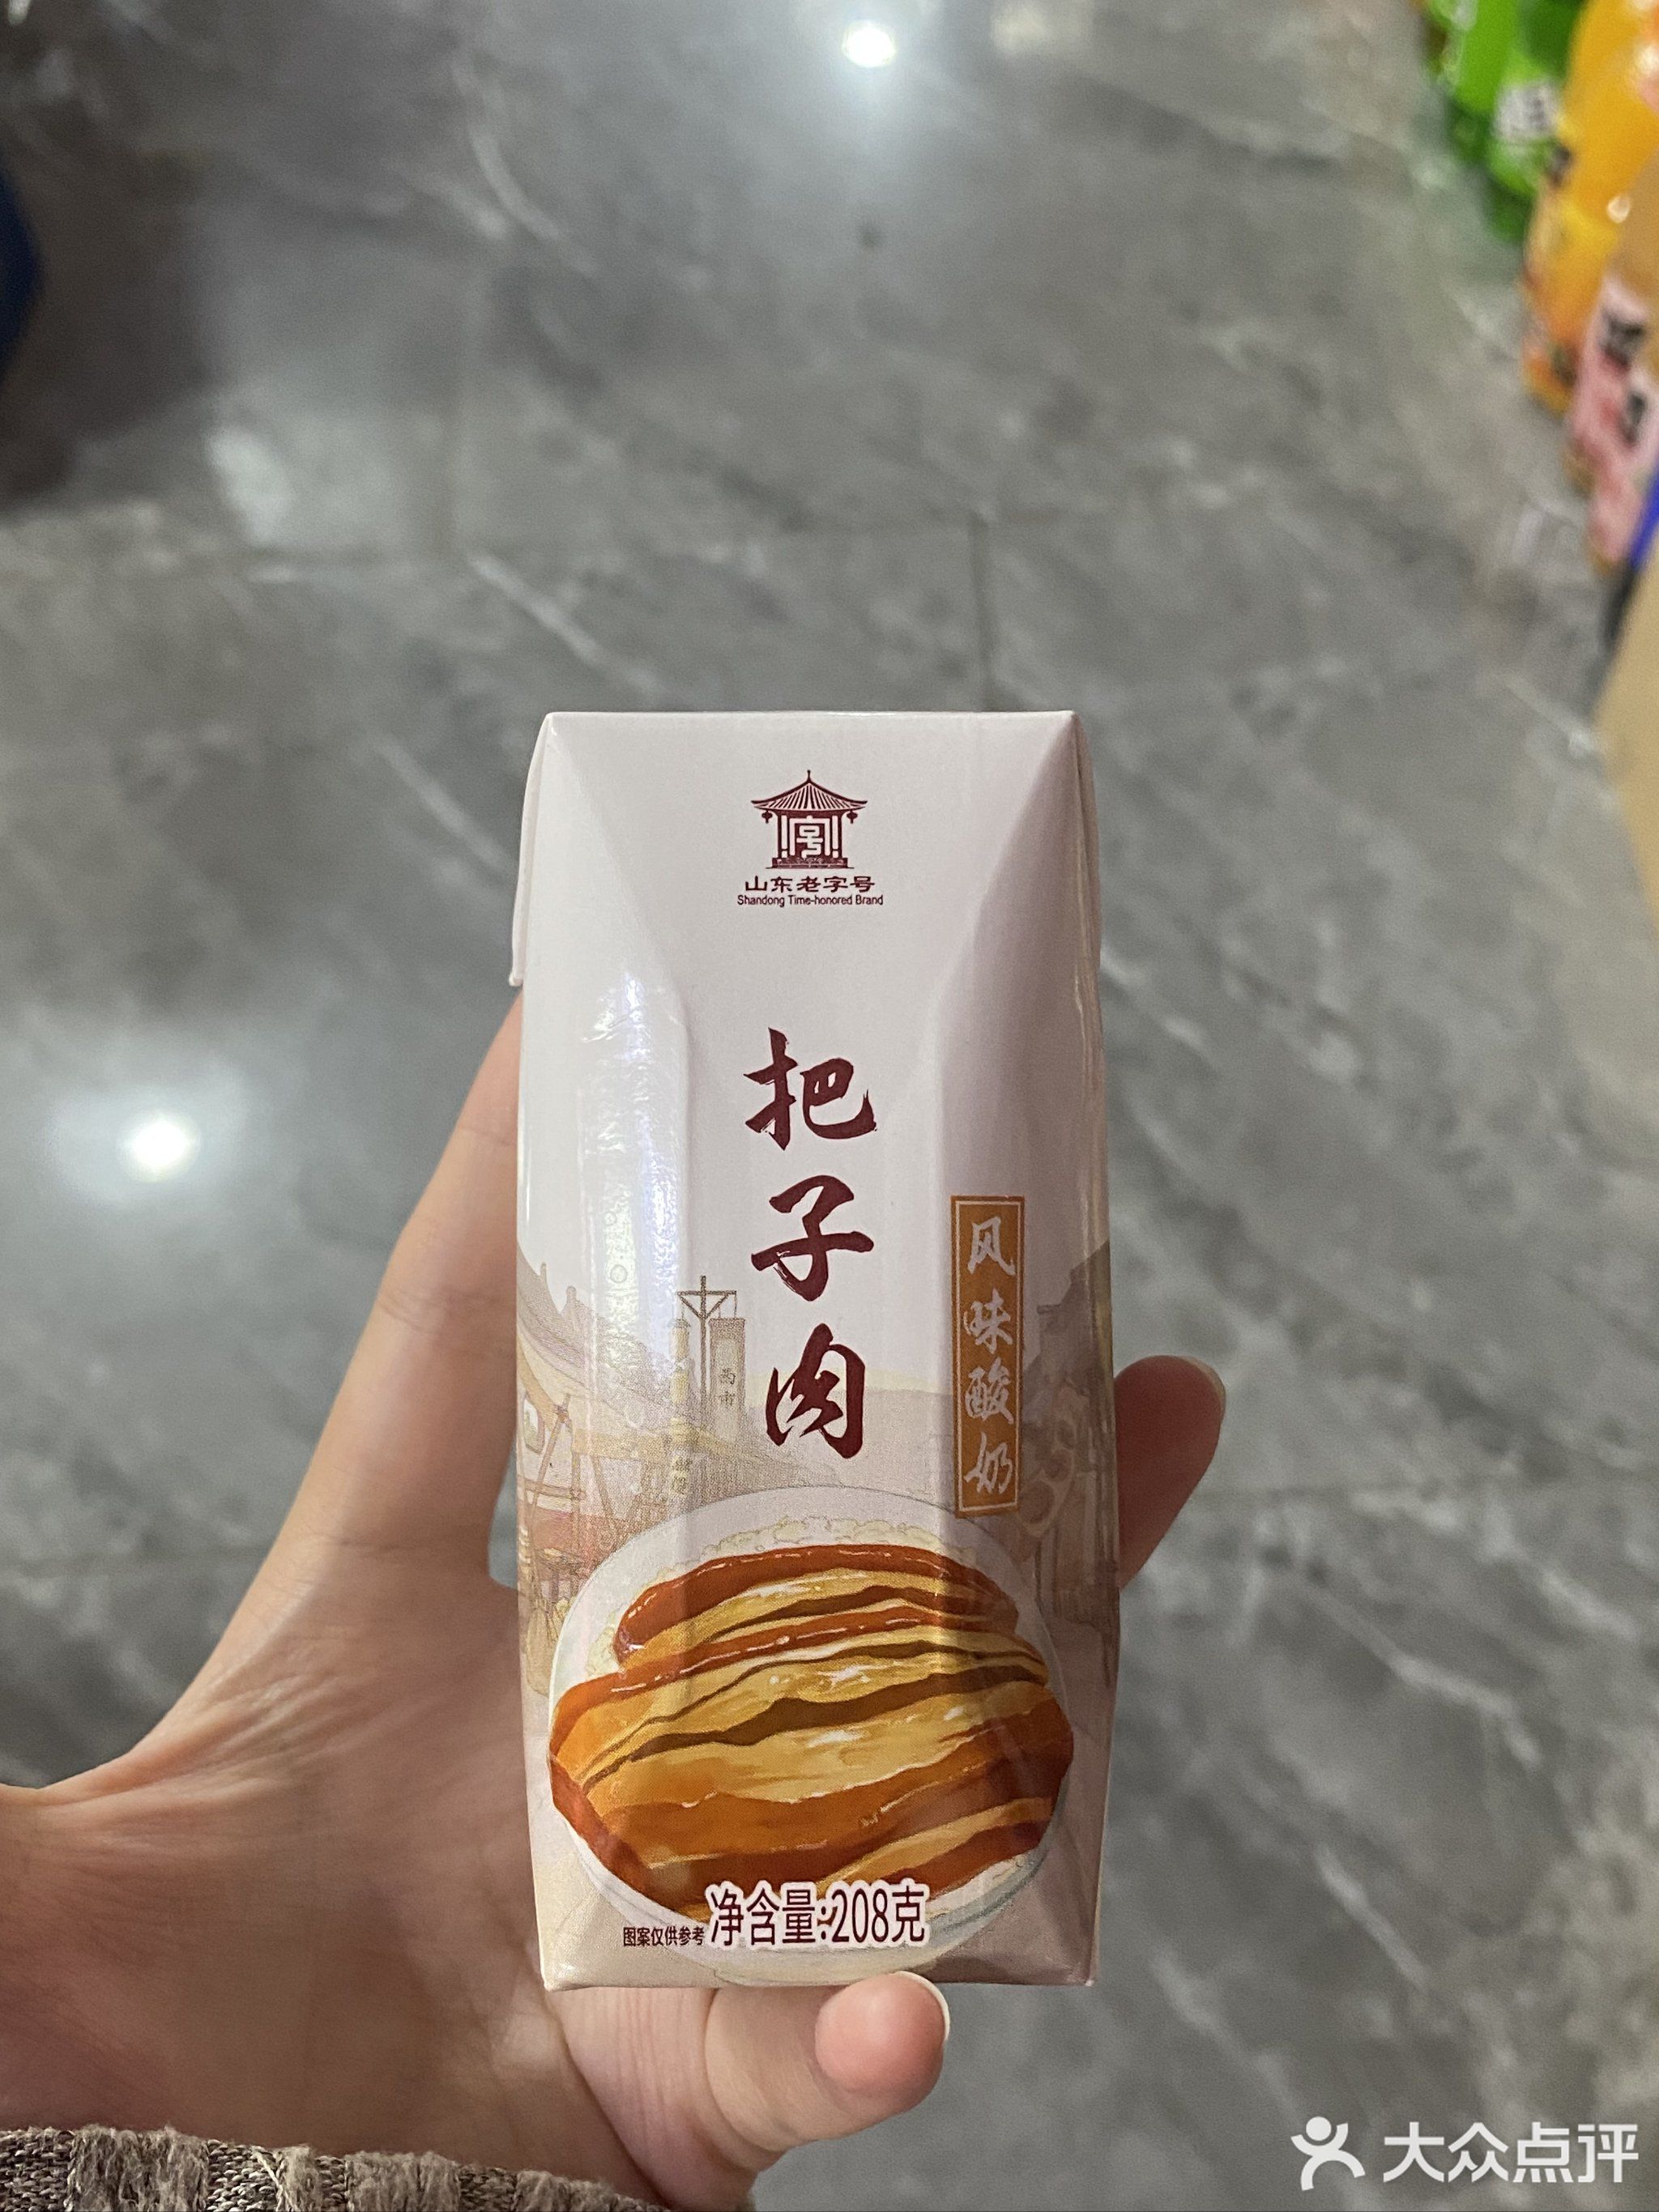 山东老字号
Shandong Time-honored Brand
把子肉
风味酸奶
图案仅供参考
净含量:208克
大众点评